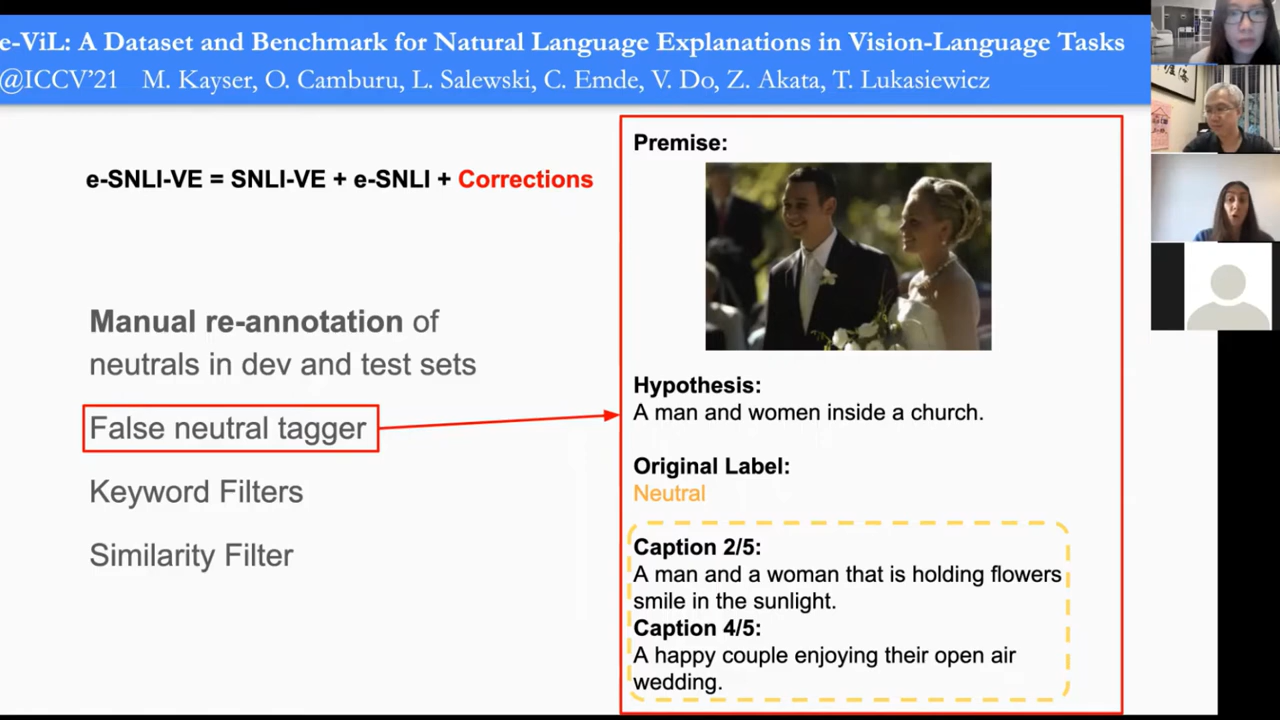 e-ViL: A Dataset and Benchmark for Natural Language Explanations in Vision-Language Tasks
@ICCV'21 M. Kayser, O. Camburu, L. Salewski, C. Emde, V. Do, Z. Akata, T. Lukasiewicz
e-SNLI-VE = SNLI-VE + e-SNLI + Corrections
Manual re-annotation of
neutrals in dev and test sets
False neutral tagger
Keyword Filters
Similarity Filter
Premise:
Hypothesis:
A man and women inside a church.
Original Label:
Neutral
Caption 2/5:
A man and a woman that is holding flowers
smile in the sunlight.
Caption 4/5:
A happy couple enjoying their open air
wedding.